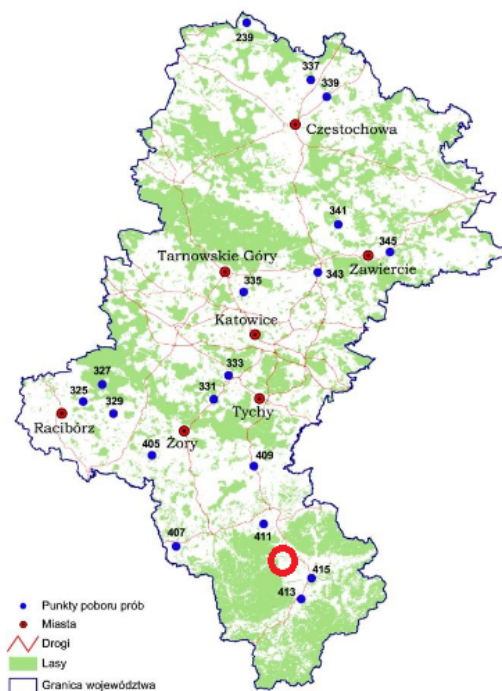 239
337
339
Częstochowa
341
345
Zawiercie
343
Tarnowskie Góry
335
Katowice
333
327
331
325
Tychy
329
Racibórz
Żory
405
409
411
407
415
413
Punkty poboru prób
Miasta
Drogi
Lasy
Granica województwa